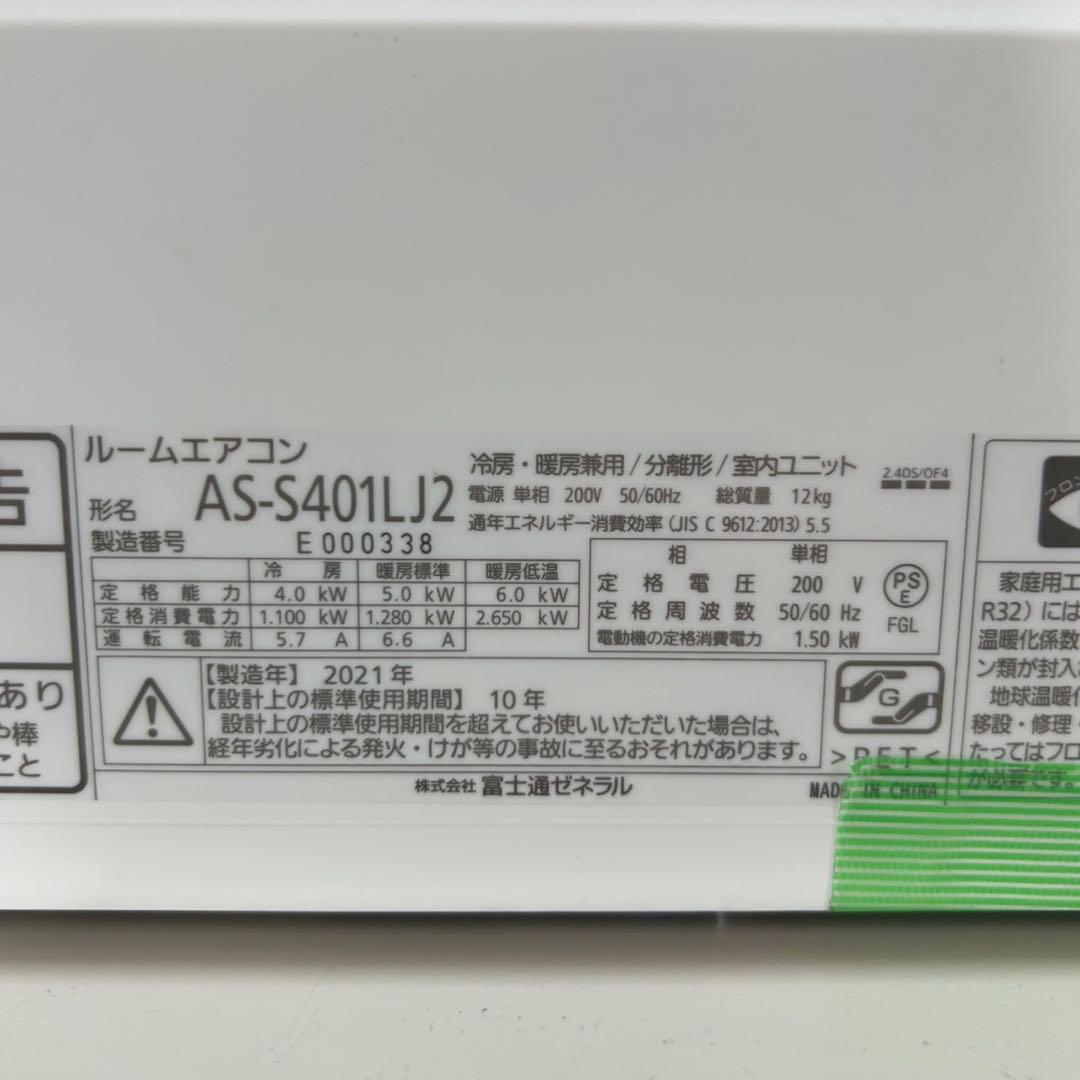 告
あり
や棒
こと
ルームエアコン
形名 AS-S401LJ2
製造番号 E000338
冷房・暖房兼用/分離形/室内ユニット
電源 単相 200V 50/60Hz 総質量 12kg
通年エネルギー消費効率(JIS C 9612:2013) 5.5
2.4DS/OF4
冷房 暖房標準 暖房低温
定格能力 4.0 kW 5.0 kW 6.0 kW
定格消費電力 1.100 kW 1.280 kW 2.650 kW
運転電流 5.7 A 6.6 A
相 単相
定格電圧 200 V
定格周波数 50/60 Hz
電動機の定格消費電力 1.50 kW
PS
E
FGL
【製造年】 2021年
【設計上の標準使用期間】 10年
設計上の標準使用期間を超えてお使いいただいた場合は、
経年劣化による発火・けが等の事故に至るおそれがあります。
G
>PET<
株式会社 富士通ゼネラル
MADE IN CHINA
フロン
家庭用エ
R32)には
温暖化係数
ン類が封入
地球温暖化
移設・修理・
たってはフロ
が必要です。